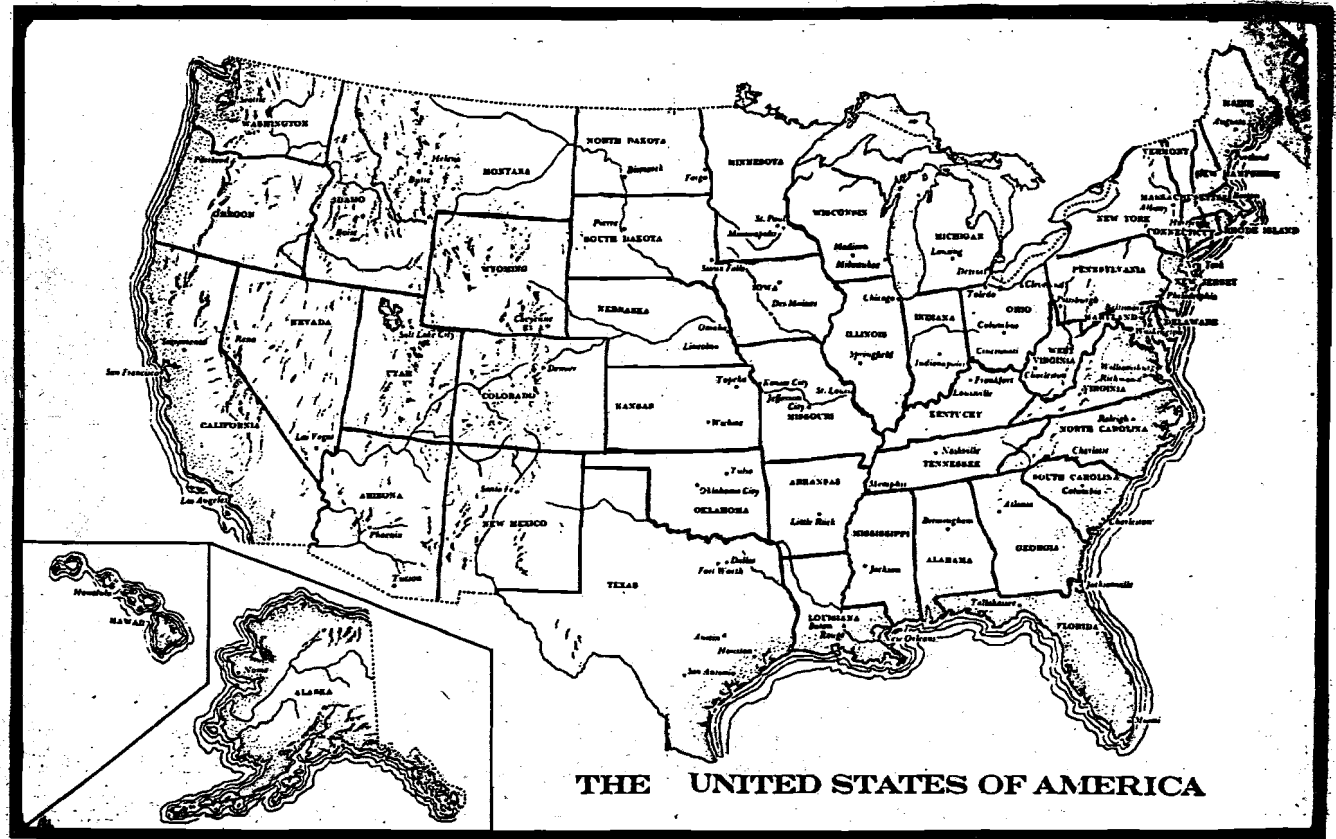 WASHINGTON
Seattle
Portland
OREGON
IDAHO
Boise
Helena
Butte
MONTANA
NORTH DAKOTA
Bismarck
Fargo
MINNESOTA
St. Paul
Minneapolis
Pierre
SOUTH DAKOTA
Sioux Falls
WYOMING
Cheyenne
NEBRASKA
Omaha
Lincoln
WISCONSIN
Madison
Milwaukee
MICHIGAN
Lansing
Detroit
IOWA
Des Moines
Chicago
ILLINOIS
Springfield
INDIANA
Indianapolis
OHIO
Toledo
Cleveland
Columbus
Cincinnati
PENNSYLVANIA
Pittsburgh
Philadelphia
NEW YORK
Albany
VERMONT
MAINE
Augusta
Portland
NEW HAMPSHIRE
Boston
CONNECTICUT
RHODE ISLAND
NEW JERSEY
DELAWARE
MARYLAND
WEST
VIRGINIA
Charleston
Williamsburg
Richmond
VIRGINIA
NEVADA
Reno
San Francisco
CALIFORNIA
Las Vegas
Los Angeles
Salt Lake City
UTAH
COLORADO
Denver
KANSAS
Topeka
Kansas City
Jefferson
City
St. Louis
MISSOURI
Frankfort
Louisville
KENTUCKY
Nashville
TENNESSEE
Memphis
Raleigh
NORTH CAROLINA
Charlotte
SOUTH CAROLINA
Columbus
Charleston
ARIZONA
Phoenix
Tucson
Santa Fe
NEW MEXICO
Tulsa
Oklahoma City
OKLAHOMA
ARKANSAS
Little Rock
MISSISSIPPI
Jackson
Birmingham
ALABAMA
Atlanta
GEORGIA
Jacksonville
Tallahassee
FLORIDA
Miami
TEXAS
Dallas
Fort Worth
Austin
Houston
San Antonio
LOUISIANA
Baton
Rouge
New Orleans
Honolulu
HAWAII
Nome
ALASKA
THE UNITED STATES OF AMERICA